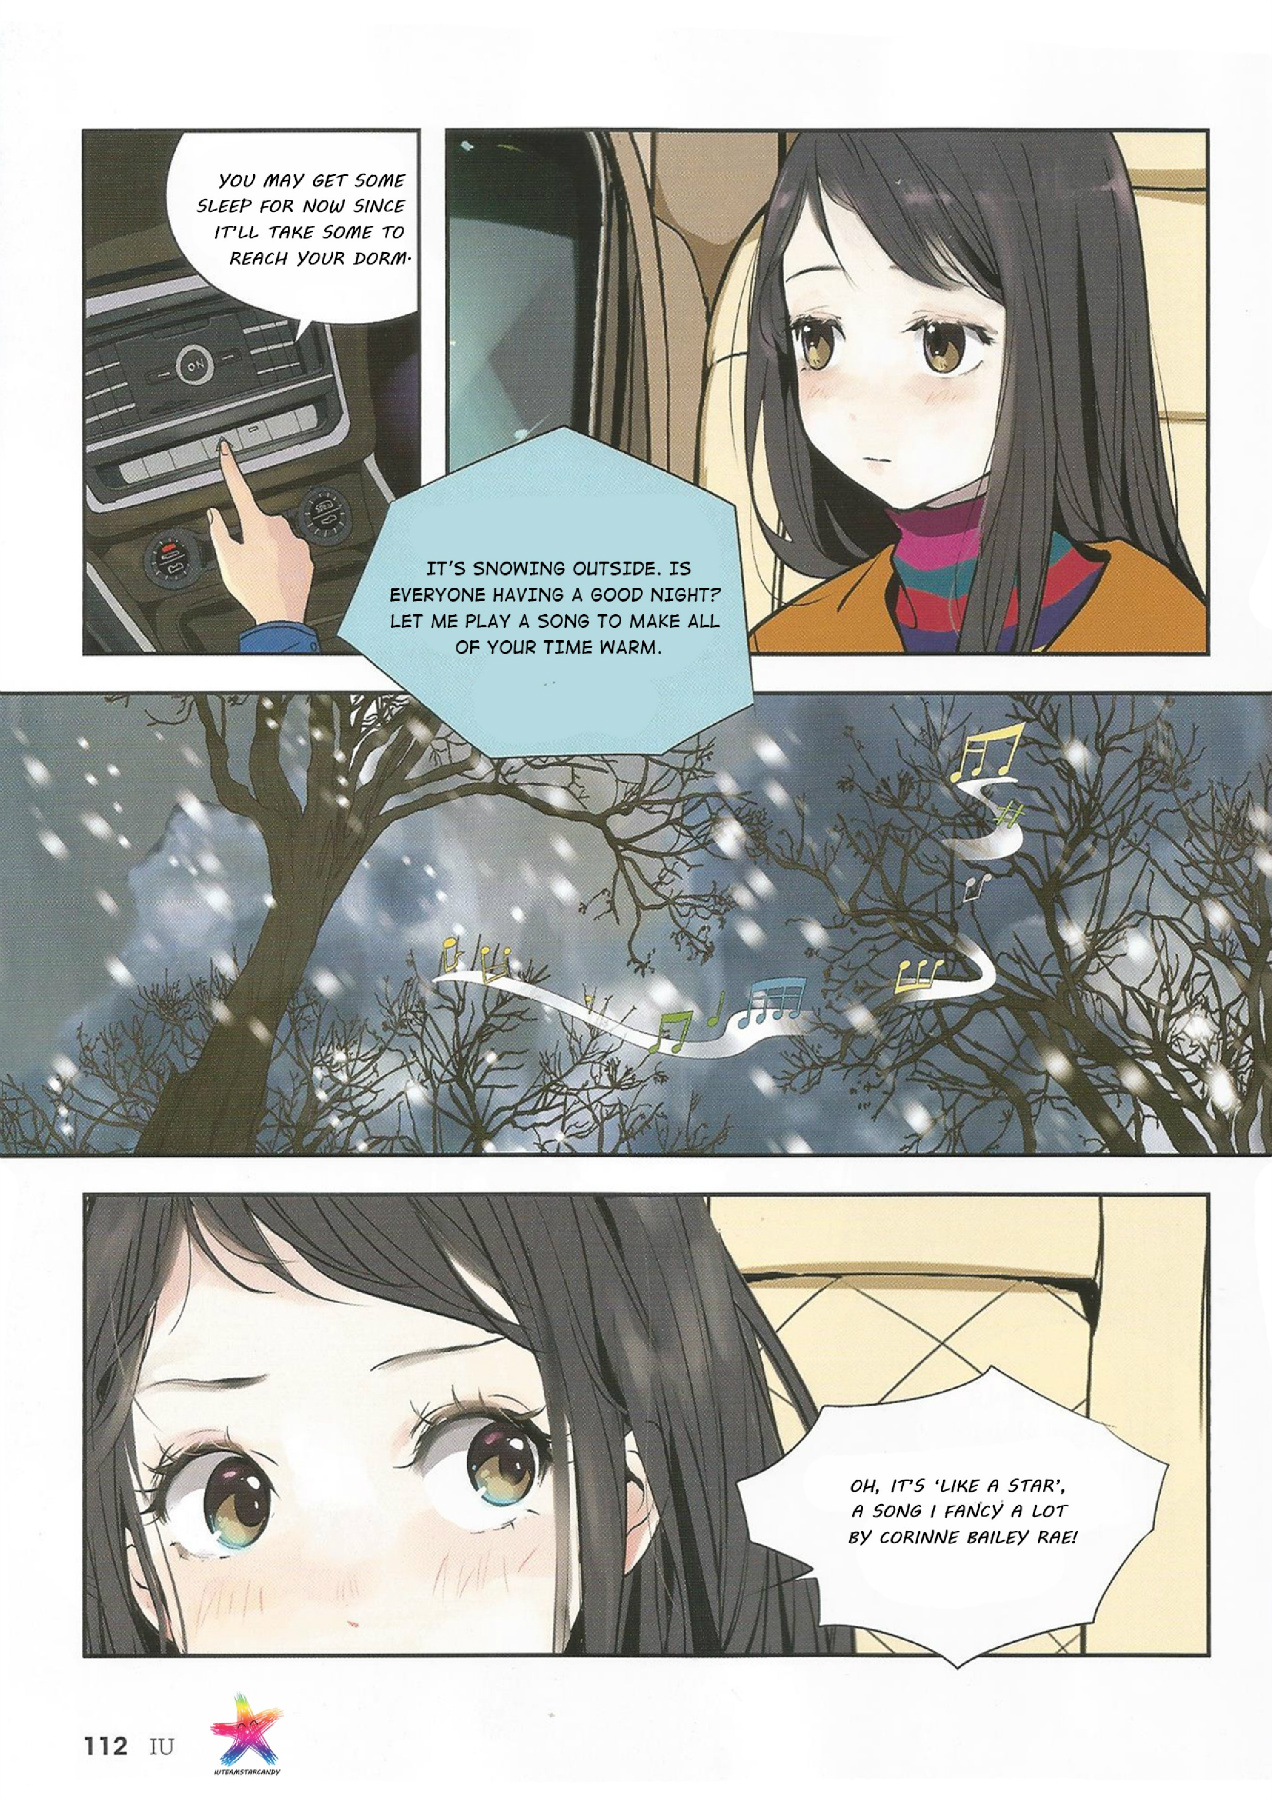 YOU MAY GET SOME
SLEEP FOR NOW SINCE
IT'LL TAKE SOME TO
REACH YOUR DORM.
ON
IT'S SNOWING OUTSIDE. IS
EVERYONE HAVING A GOOD NIGHT?
LET ME PLAY A SONG TO MAKE ALL
OF YOUR TIME WARM.
OH, IT'S 'LIKE A STAR',
A SONG I FANCY A LOT
BY CORINNE BAILEY RAE!
112 IU
IUTEAMSTARCANDY